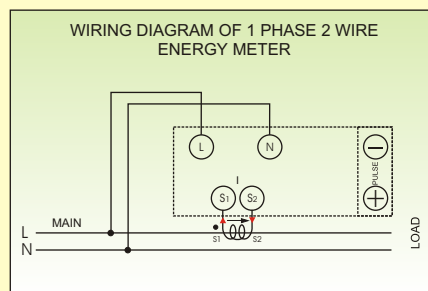 WIRING DIAGRAM OF 1 PHASE 2 WIRE
ENERGY METER
L
N
−
PULSE
+
I
S1
S2
L
MAIN
S1
S2
N
LOAD